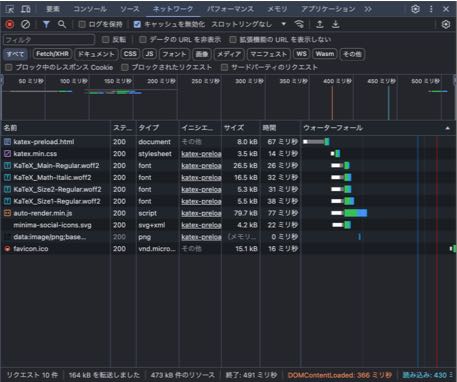 要素 コンソール ソース ネットワーク パフォーマンス メモリ アプリケーション »
ログを保持 キャッシュを無効化 スロットリングなし
フィルタ 反転 データの URL を非表示 拡張機能の URL を表示しない
すべて Fetch/XHR ドキュメント CSS JS Font 画像 メディア マニフェスト WS Wasm その他
ブロック中のレスポンス Cookie ブロックされたリクエスト サードパーティのリクエスト
50 ミリ秒 100 ミリ秒 150 ミリ秒 200 ミリ秒 250 ミリ秒 300 ミリ秒 350 ミリ秒 400 ミリ秒 450 ミリ秒 500 ミリ秒
名前 ステ... タイプ イニシエ... サイズ 時間 ウォーターフォール
katex-preload.html 200 document その他 8.0 kB 67 ミリ秒
katex.min.css 200 stylesheet katex-preloa 3.5 kB 14 ミリ秒
KaTeX_Main-Regular.woff2 200 font katex-preloa 26.5 kB 26 ミリ秒
KaTeX_Math-Italic.woff2 200 font katex-preloa 16.5 kB 32 ミリ秒
KaTeX_Size2-Regular.woff2 200 font katex-preloa 5.3 kB 31 ミリ秒
KaTeX_Size1-Regular.woff2 200 font katex-preloa 5.5 kB 38 ミリ秒
auto-render.min.js 200 script katex-preloa 79.7 kB 77 ミリ秒
minima-social-icons.svg 200 svg+xml katex-preloa 4.2 kB 22 ミリ秒
data:image/png;base... 200 png katex-preloa (メモリ... 0 ミリ秒
favicon.ico 200 vnd.micro... その他 15.1 kB 16 ミリ秒
リクエスト 10 件 164 kB を転送しました 473 kB 件のリソース 終了: 491 ミリ秒 DOMContentLoaded: 366 ミリ秒 読み込み: 430 ミ